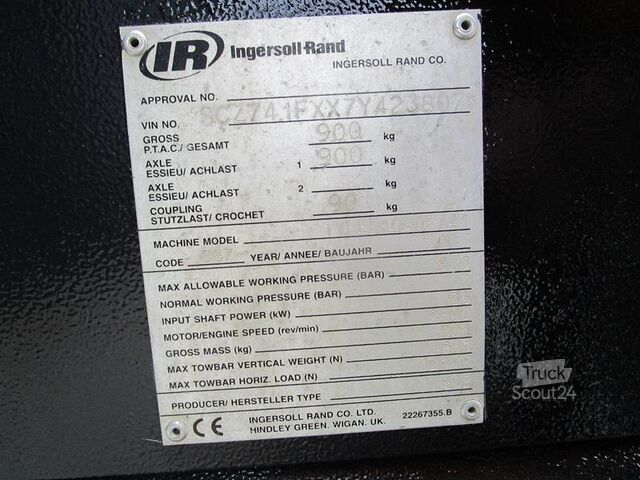 IR Ingersoll-Rand
INGERSOLL RAND CO.
APPROVAL NO.
VIN NO.
GROSS
P.T.A.C./ GESAMT 900 kg
AXLE
ESSIEU/ ACHLAST 1 900 kg
AXLE
ESSIEU/ ACHLAST 2 kg
COUPLING
STUTZLAST/ CROCHET 90 kg
MACHINE MODEL
CODE YEAR/ ANNEE/ BAUJAHR
MAX ALLOWABLE WORKING PRESSURE (BAR)
NORMAL WORKING PRESSURE (BAR)
INPUT SHAFT POWER (kW)
MOTOR/ENGINE SPEED (rev/min)
GROSS MASS (kg)
MAX TOWBAR VERTICAL WEIGHT (N)
MAX TOWBAR HORIZ. LOAD (N)
PRODUCER/ HERSTELLER TYPE
CE INGERSOLL RAND CO. LTD. 22267355.B
HINDLEY GREEN. WIGAN. UK.
Truck
Scout24